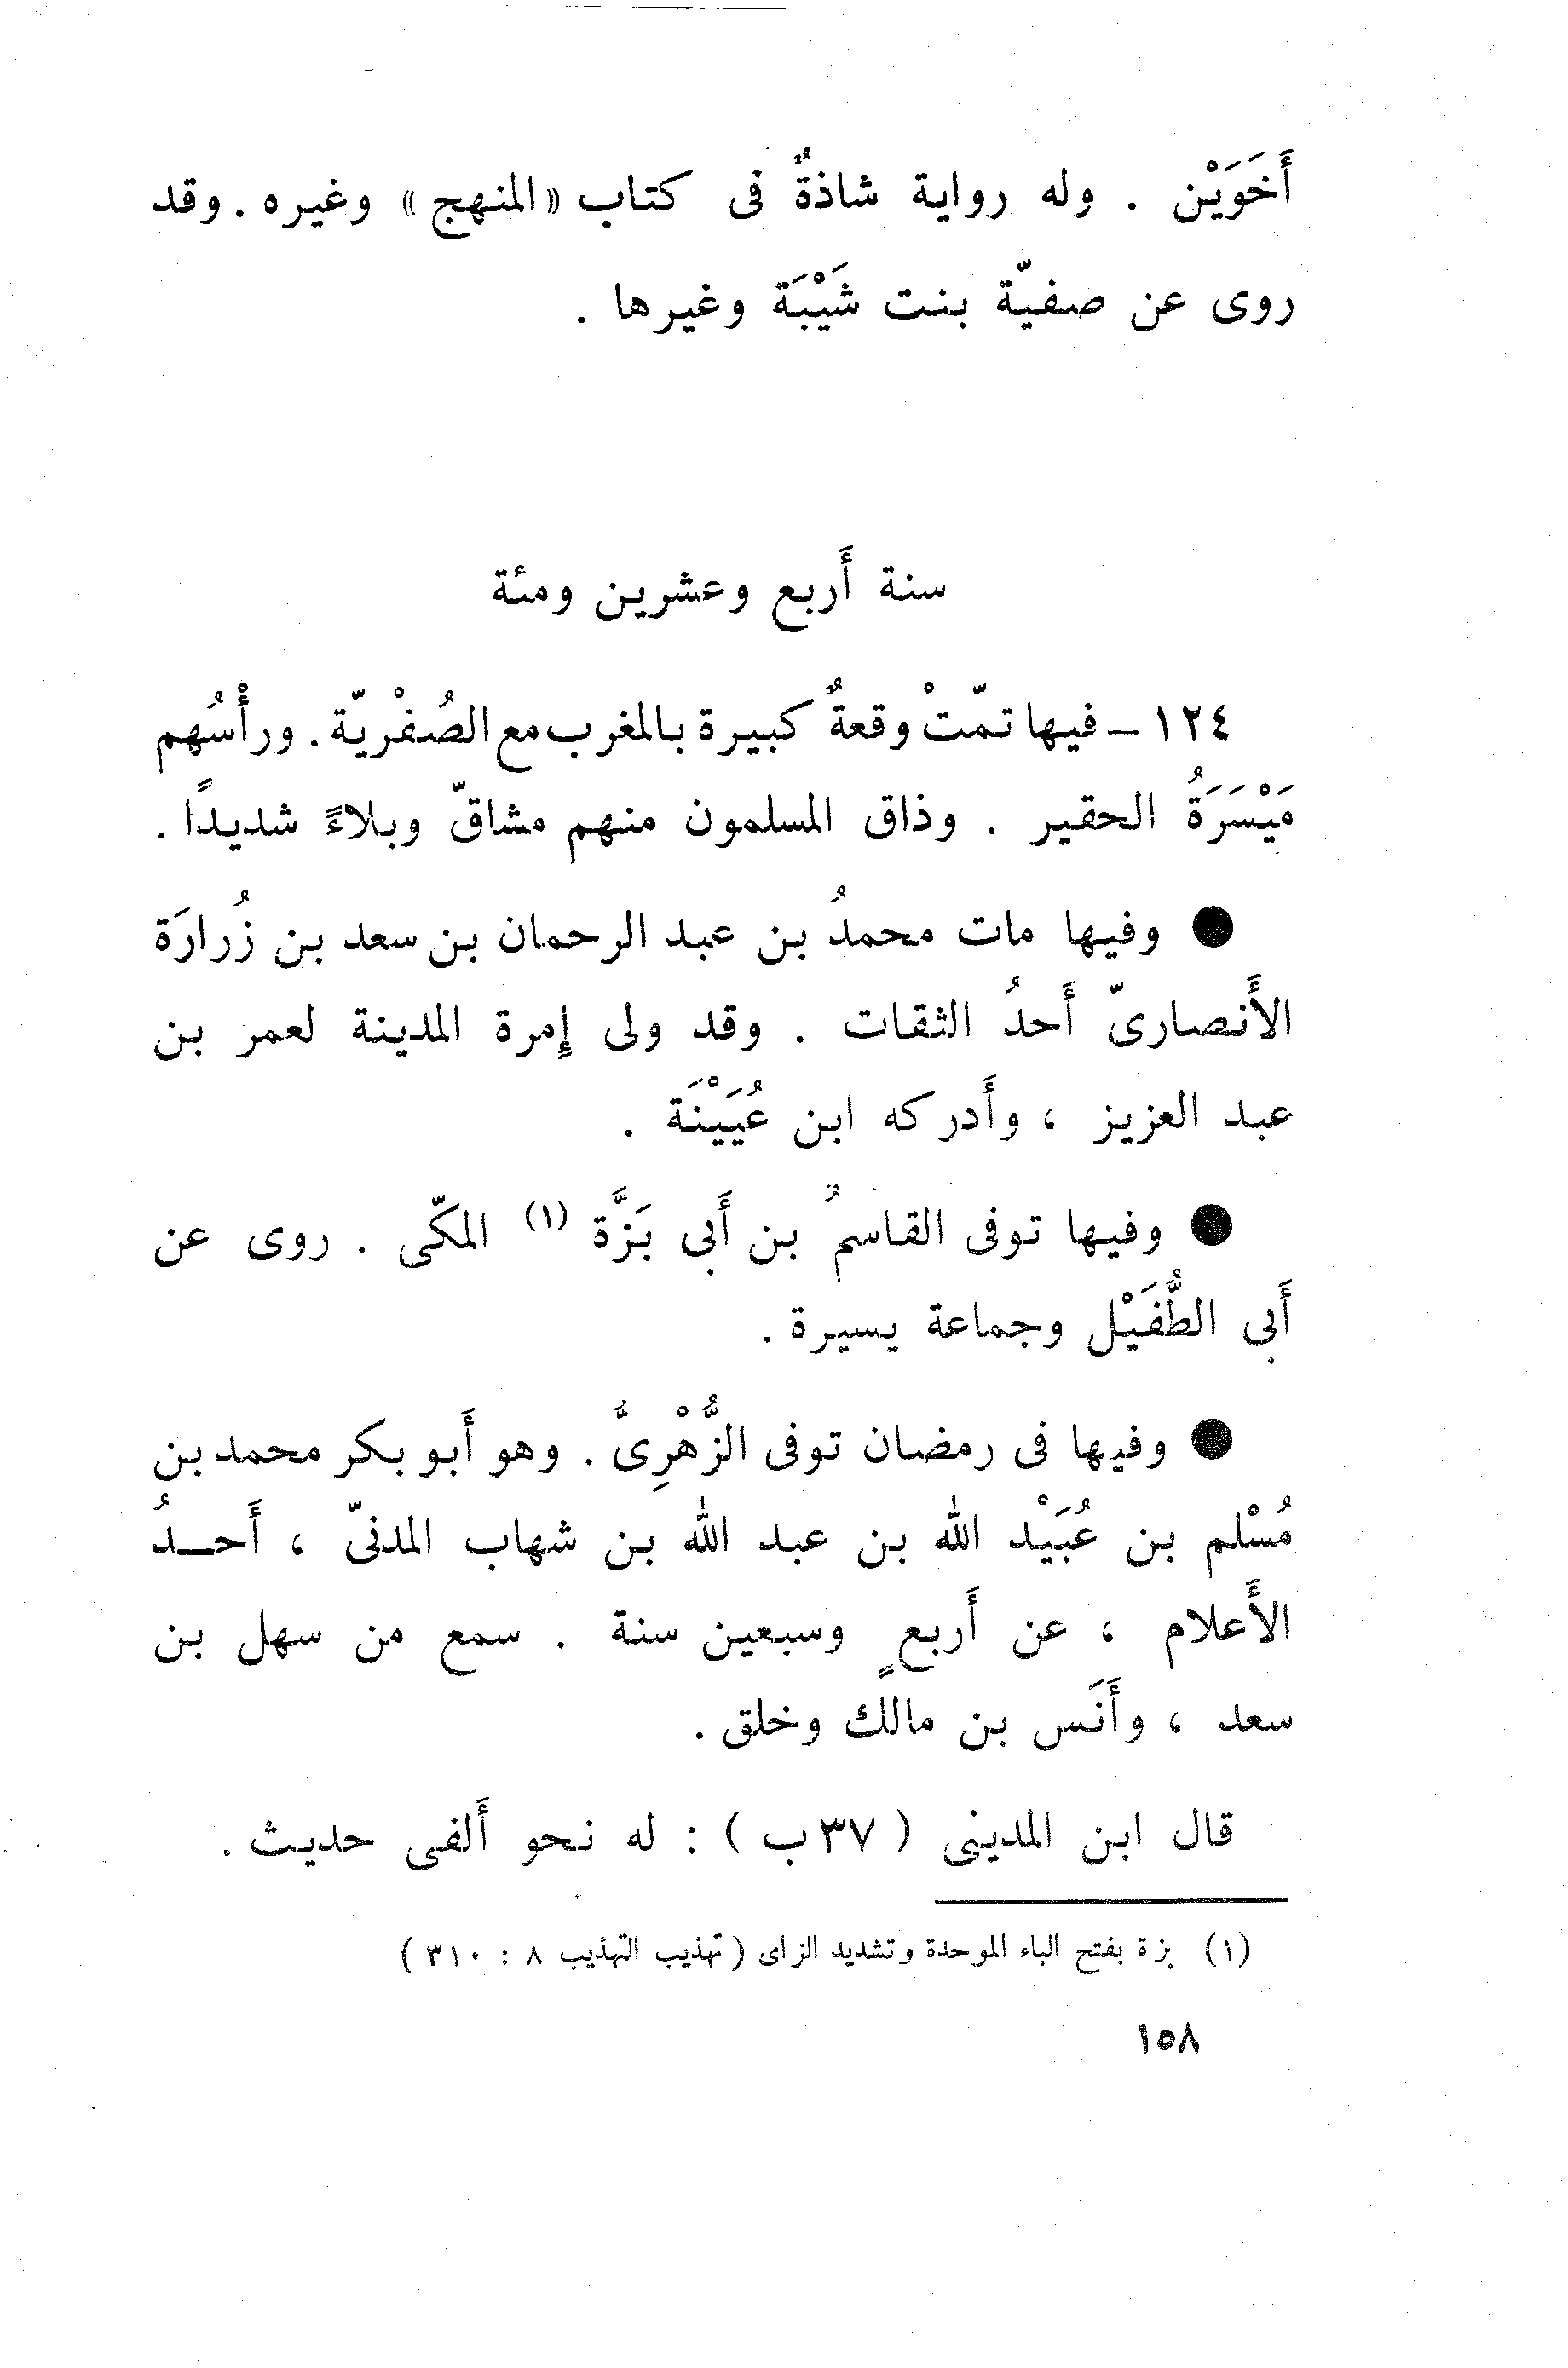 أَخَوَيْن . وله رواية شاذةٌ فى كتاب «المنهج» وغيره . وقد
روى عن صفيّة بنت شَيْبَة وغيرها .
سنة أَربع وعشرين ومئة
١٢٤ – فيها تمّتْ وقعةٌ كبيرة بالمغرب مع الصُفْريّة . ورأْسُهم
مَيْسَرَةُ الحقير . وذاق المسلمون منهم مشاقّ وبلاءً شديدًا .
● وفيها مات محمدُ بن عبد الرحمان بن سعد بن زُرارَة
الأَنصارىّ أَحدُ الثقات . وقد ولى إِمرة المدينة لعمر بن
عبد العزيز ، وأَدركه ابن عُيَيْنَة .
● وفيها توفى القاسمُ بن أَبى بَزَّة (١) المكّى . روى عن
أَبى الطُّفَيْل وجماعة يسيرة .
● وفيها فى رمضان توفى الزُّهْرِىُّ . وهو أَبو بكر محمد بن
مُسْلم بن عُبَيْد الله بن عبد الله بن شهاب المدنىّ ، أَحـدُ
الأَعلام ، عن أَربعٍ وسبعين سنة . سمع من سهل بن
سعد ، وأَنَس بن مالك وخلق .
قال ابن المدينى ( ٣٧ ب ) : له نحو أَلفى حديث .
(١) بزة بفتح الباء الموحدة وتشديد الزاى ( تهذيب التهذيب ٨ : ٣١٠ )
١٥٨